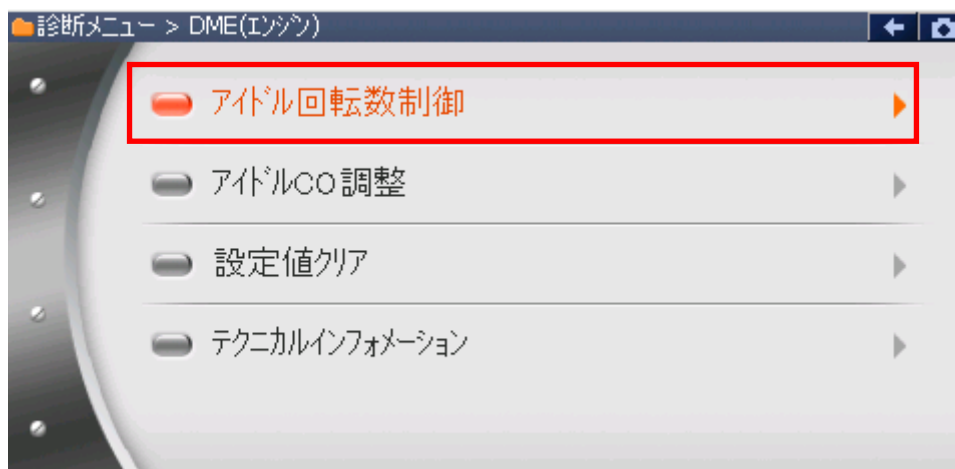 診断メニュー > DME(エンジン)
アイドル回転数制御
アイドルCO調整
設定値クリア
テクニカルインフォメーション